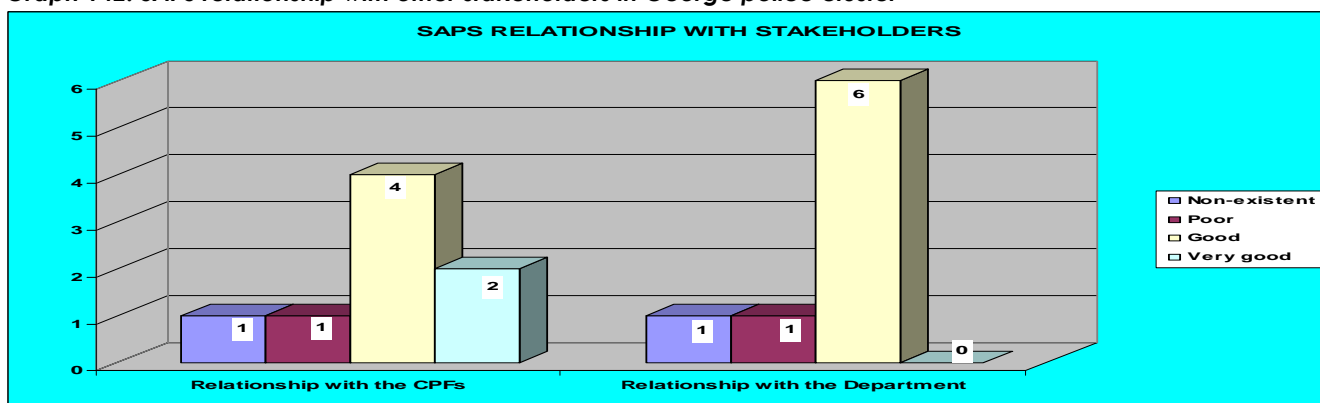 SAPS RELATIONSHIP WITH STAKEHOLDERS
6
5
4
3
2
1
0
1
1
4
2
1
1
6
0
Relationship with the CPFs
Relationship with the Department
Non-existent
Poor
Good
Very good